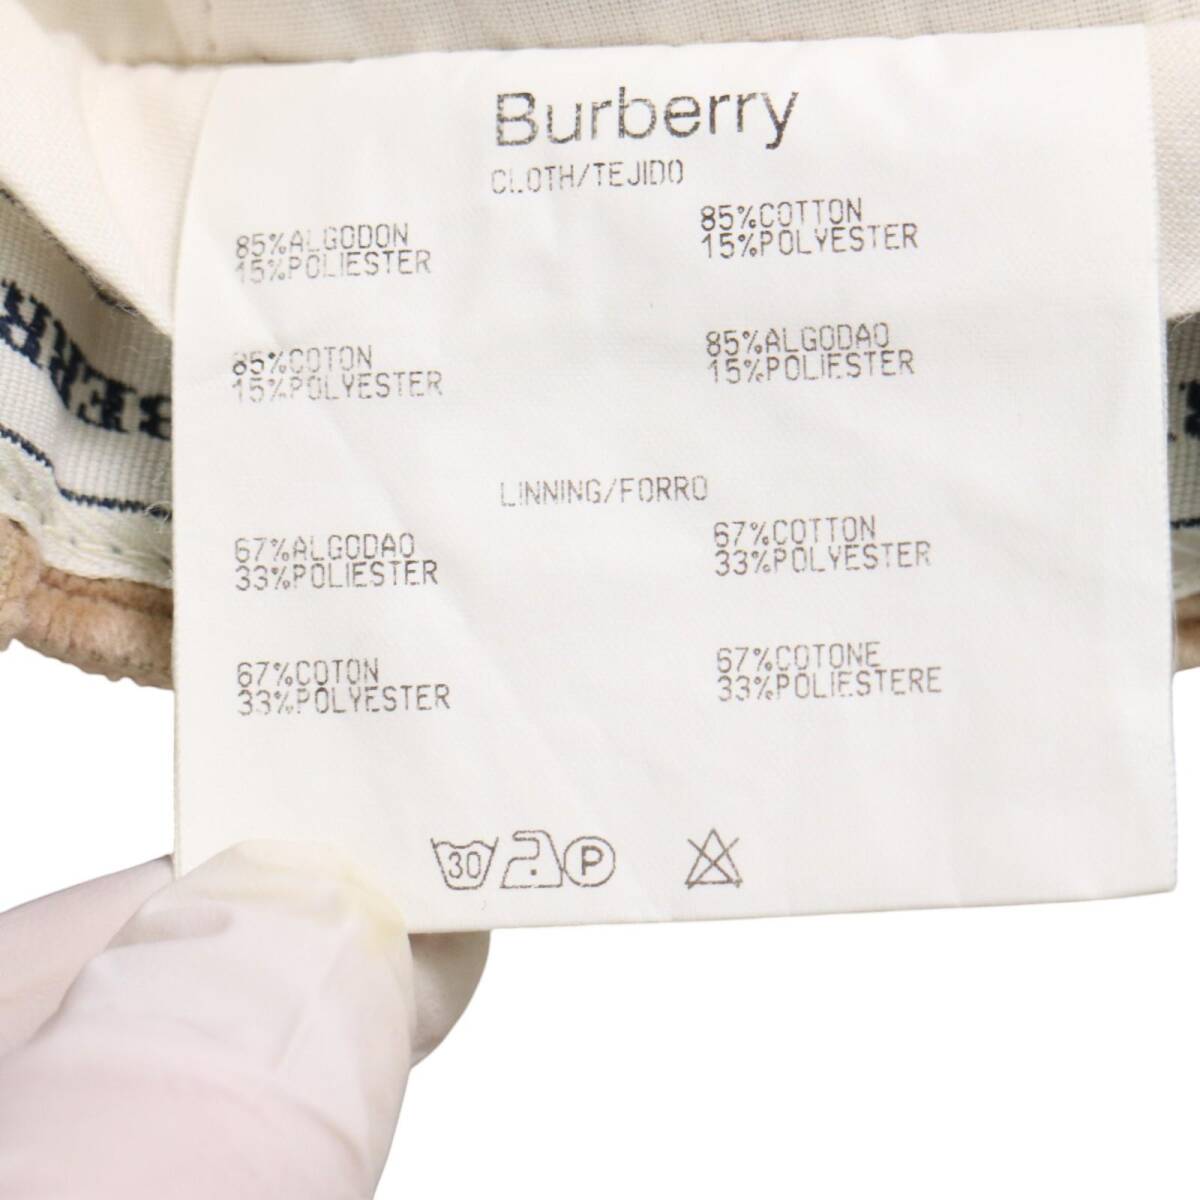 Burberry
CLOTH/TEJIDO
85%ALGODON
15%POLIESTER
85%COTTON
15%POLYESTER
85%COTON
15%POLYESTER
85%ALGODAO
15%POLIESTER
LINNING/FORRO
67%ALGODAO
33%POLIESTER
67%COTTON
33%POLYESTER
67%COTON
33%POLYESTER
67%COTONE
33%POLIESTERE
30
P